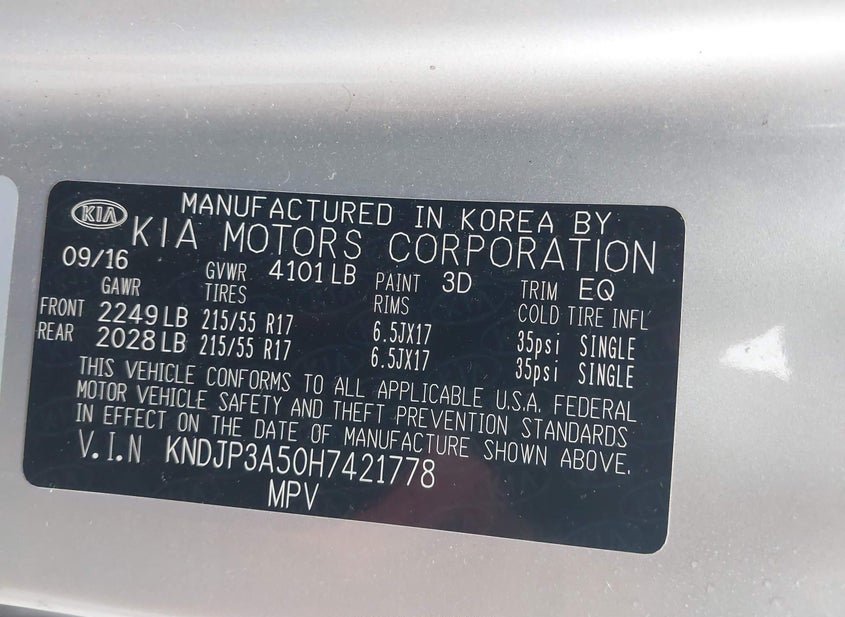 KIA MANUFACTURED IN KOREA BY
KIA MOTORS CORPORATION
09/16 GVWR 4101 LB PAINT 3D TRIM EQ
GAWR TIRES RIMS COLD TIRE INFL
FRONT 2249 LB 215/55 R17 6.5JX17 35psi SINGLE
REAR 2028 LB 215/55 R17 6.5JX17 35psi SINGLE
THIS VEHICLE CONFORMS TO ALL APPLICABLE U.S.A. FEDERAL
MOTOR VEHICLE SAFETY AND THEFT PREVENTION STANDARDS
IN EFFECT ON THE DATE OF MANUFACTURE SHOWN ABOVE.
V.I.N KNDJP3A50H7421778
MPV